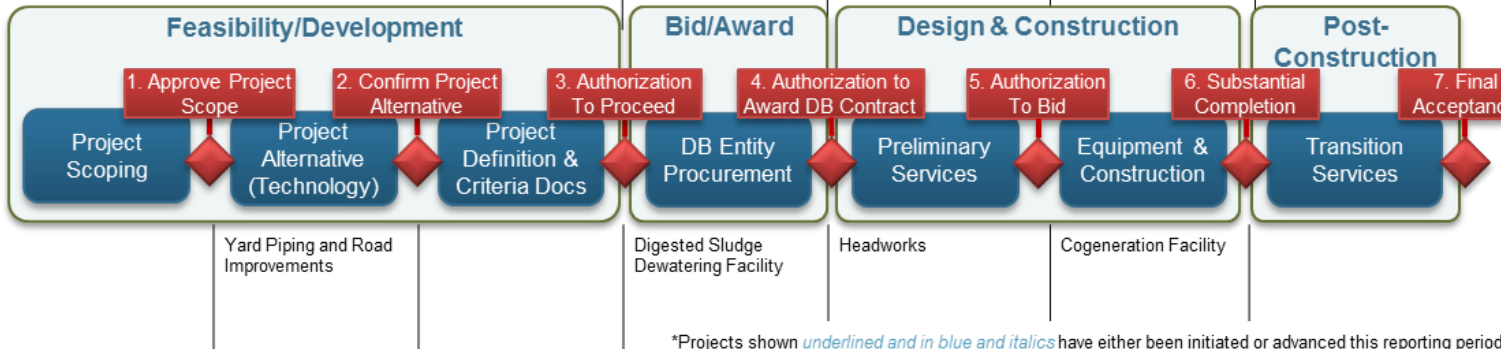 Feasibility/Development
Bid/Award
Design & Construction
Post-
Construction
1. Approve Project
Scope
2. Confirm Project
Alternative
3. Authorization
To Proceed
4. Authorization to
Award DB Contract
5. Authorization
To Bid
6. Substantial
Completion
7. Final
Project
Scoping
Project
Alternative
(Technology)
Project
Definition &
Criteria Docs
DB Entity
Procurement
Preliminary
Services
Equipment &
Construction
Transition
Services
Yard Piping and Road
Improvements
Digested Sludge
Dewatering Facility
Headworks
Cogeneration Facility
*Projects shown underlined and in blue and italics have either been initiated or advanced this reporting period